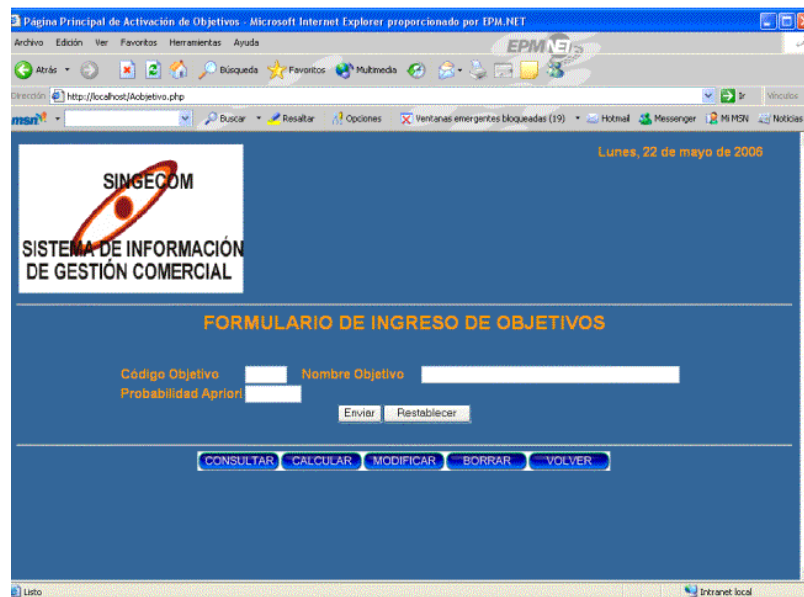 Página Principal de Activación de Objetivos - Microsoft Internet Explorer proporcionado por EPM.NET
Archivo Edición Ver Favoritos Herramientas Ayuda
EPM.NET
Atrás Búsqueda Favoritos Multimedia
Dirección http://localhost/Aobjetivo.php Ir Vínculos
msn Buscar Resaltar Opciones Ventanas emergentes bloqueadas (19) Hotmail Messenger Mi MSN Noticias
Lunes, 22 de mayo de 2006
SINGECOM
SISTEMA DE INFORMACIÓN
DE GESTIÓN COMERCIAL
FORMULARIO DE INGRESO DE OBJETIVOS
Código Objetivo Nombre Objetivo
Probabilidad Apriori
Enviar Restablecer
CONSULTAR CALCULAR MODIFICAR BORRAR VOLVER
Listo Intranet local